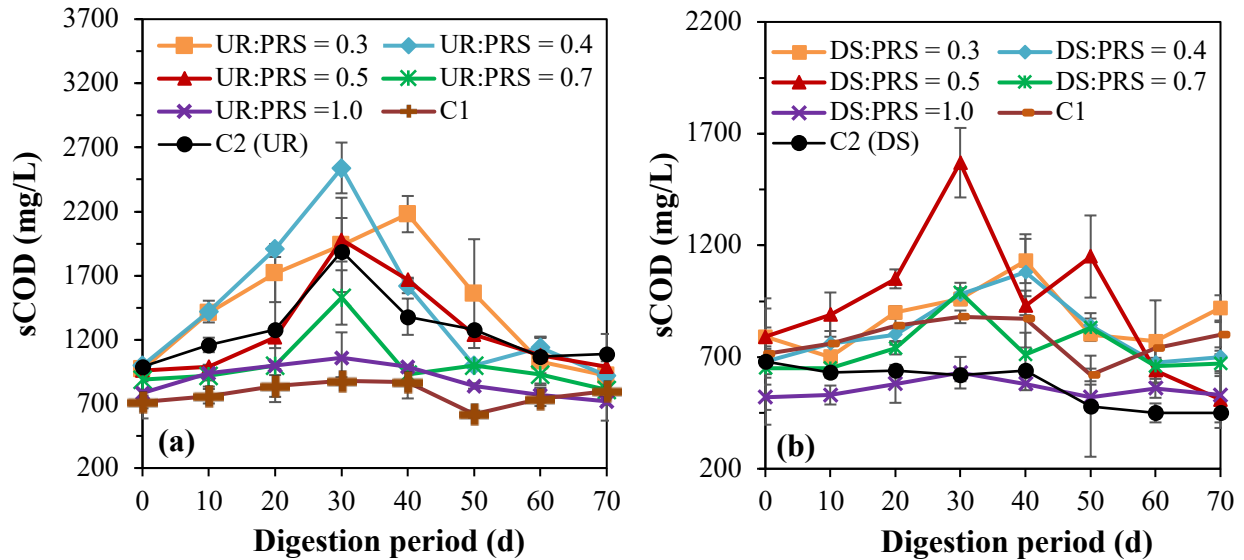 3700
3200
2700
2200
1700
1200
700
200
sCOD (mg/L)
UR:PRS = 0.3
UR:PRS = 0.4
UR:PRS = 0.5
UR:PRS = 0.7
UR:PRS =1.0
C1
C2 (UR)
(a)
0 10 20 30 40 50 60 70
Digestion period (d)
2200
1700
1200
700
200
sCOD (mg/L)
DS:PRS = 0.3
DS:PRS = 0.4
DS:PRS = 0.5
DS:PRS = 0.7
DS:PRS =1.0
C1
C2 (DS)
(b)
0 10 20 30 40 50 60 70
Digestion period (d)